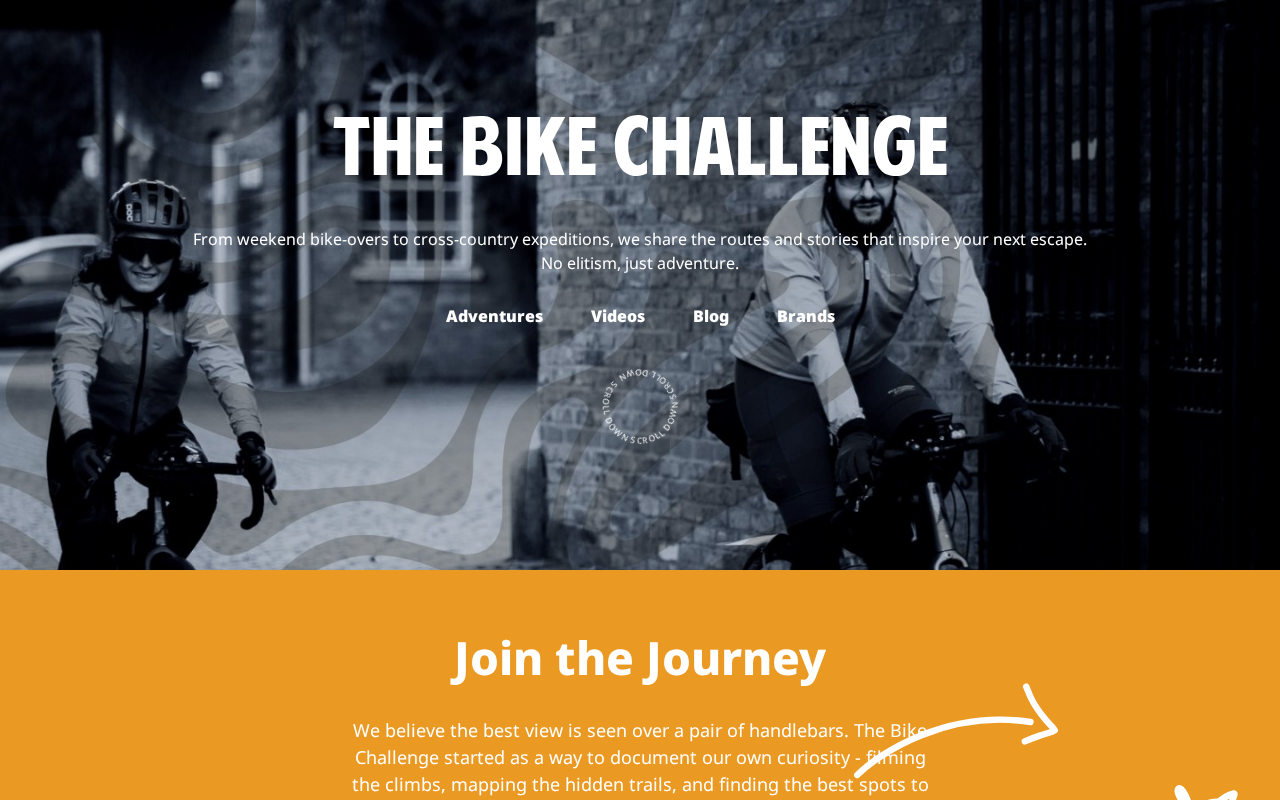 THE BIKE CHALLENGE
From weekend bike-overs to cross-country expeditions, we share the routes and stories that inspire your next escape.
No elitism, just adventure.
Adventures Videos Blog Brands
SCROLL DOWN SCROLL DOWN SCROLL DOWN
POC
Join the Journey
We believe the best view is seen over a pair of handlebars. The Bike
Challenge started as a way to document our own curiosity - filming
the climbs, mapping the hidden trails, and finding the best spots to